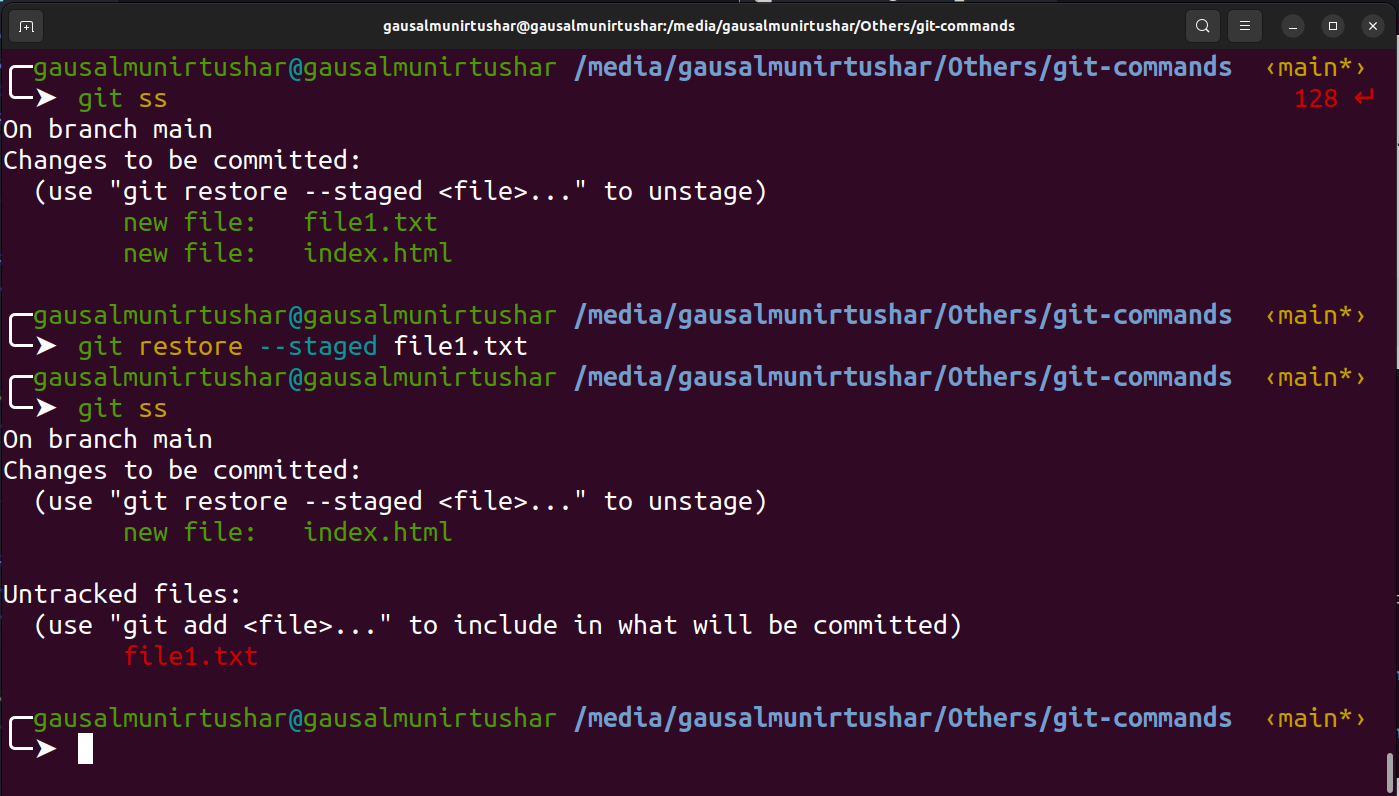 gausalmunirtushar@gausalmunirtushar:/media/gausalmunirtushar/Others/git-commands
gausalmunirtushar@gausalmunirtushar /media/gausalmunirtushar/Others/git-commands ‹main*›
➤ git ss 128 ↵
On branch main
Changes to be committed:
(use "git restore --staged <file>..." to unstage)
new file: file1.txt
new file: index.html
gausalmunirtushar@gausalmunirtushar /media/gausalmunirtushar/Others/git-commands ‹main*›
➤ git restore --staged file1.txt
gausalmunirtushar@gausalmunirtushar /media/gausalmunirtushar/Others/git-commands ‹main*›
➤ git ss
On branch main
Changes to be committed:
(use "git restore --staged <file>..." to unstage)
new file: index.html
Untracked files:
(use "git add <file>..." to include in what will be committed)
file1.txt
gausalmunirtushar@gausalmunirtushar /media/gausalmunirtushar/Others/git-commands ‹main*›
➤